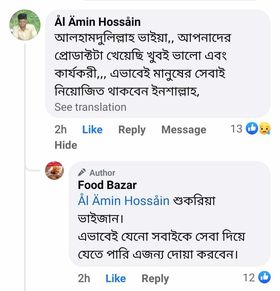 Ål Ämin Hossåin
আলহামদুলিল্লাহ ভাইয়া,, আপনাদের
প্রোডাক্টটা খেয়েছি খুবই ভালো এবং
কার্যকরী,,, এভাবেই মানুষের সেবাই
নিয়োজিত থাকবেন ইনশাল্লাহ,
See translation
2h Like Reply Message 13
Hide
Author
Food Bazar
Ål Ämin Hossåin শুকরিয়া
ভাইজান।
এভাবেই যেনো সবাইকে সেবা দিয়ে
যেতে পারি এজন্য দোয়া করবেন।
2h Like Reply 12